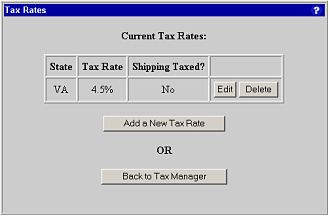 Tax Rates ?
Current Tax Rates:
State Tax Rate Shipping Taxed?
VA 4.5% No Edit Delete
Add a New Tax Rate
OR
Back to Tax Manager